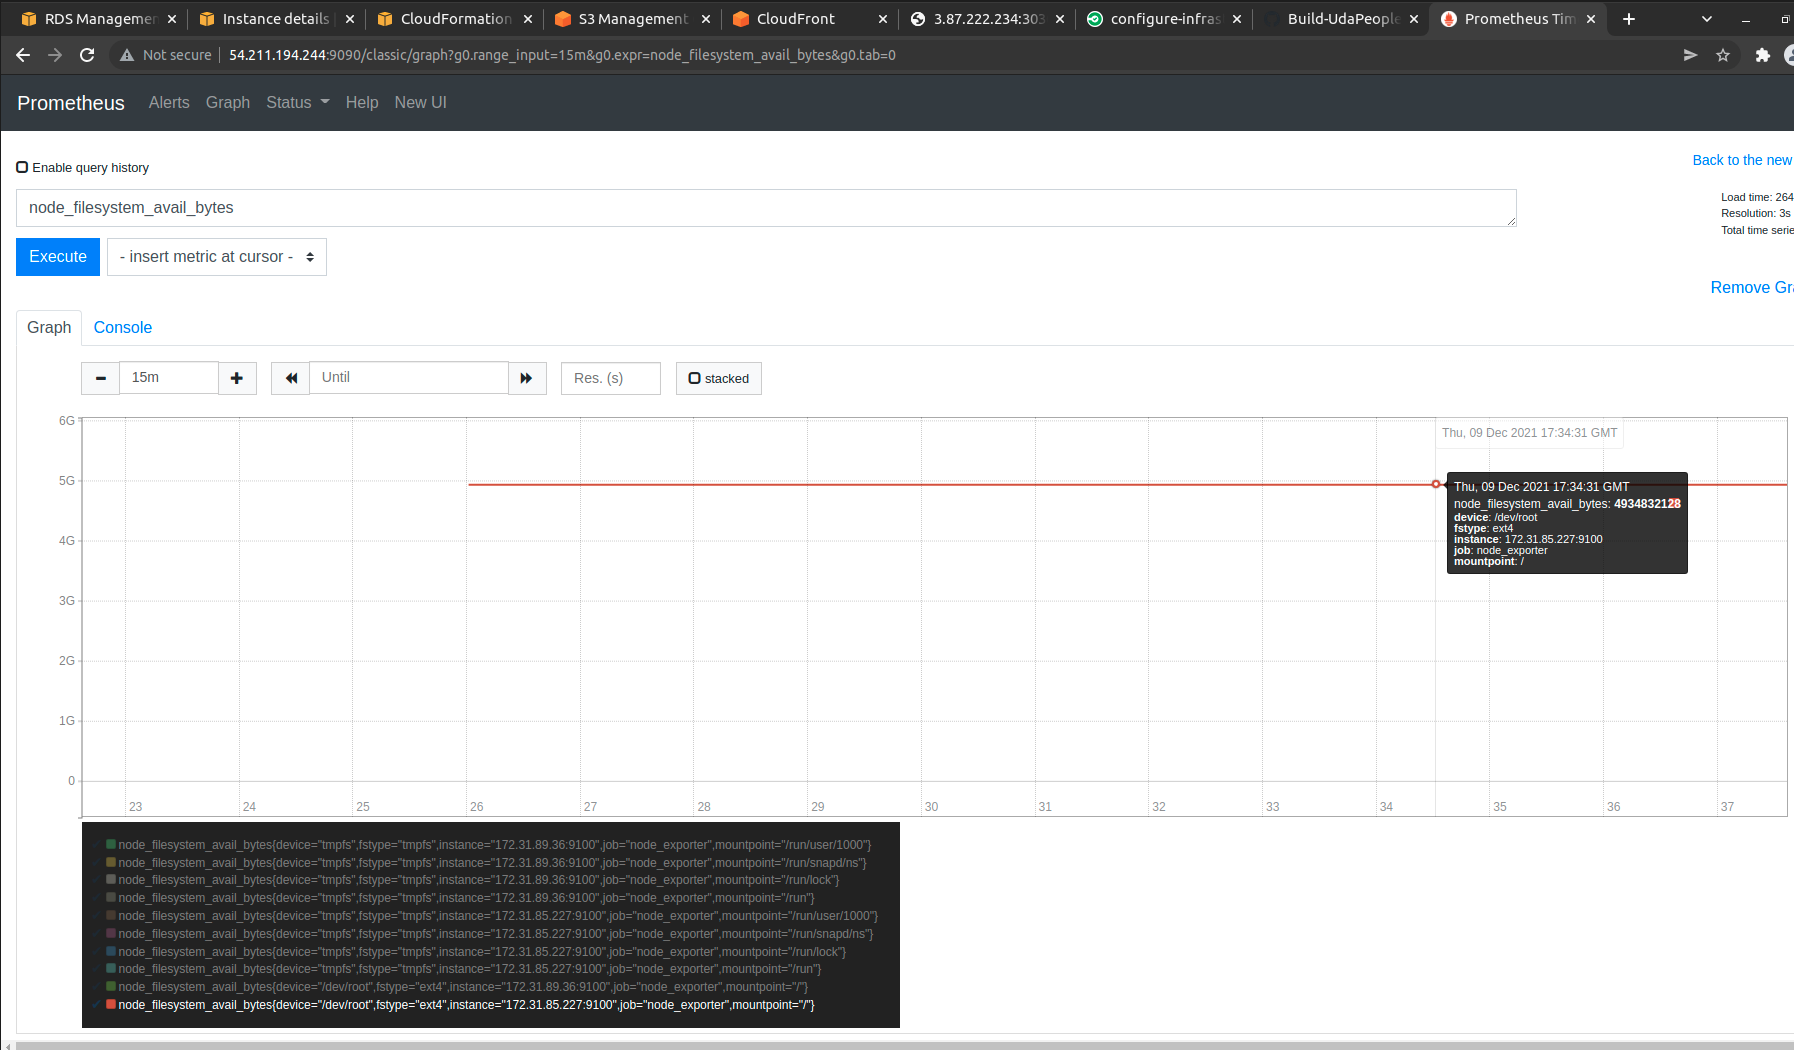 RDS Managemen
Instance details
CloudFormation
S3 Management
CloudFront
3.87.222.234:303
configure-infras
Build-UdaPeople
Prometheus Tim
Not secure
54.211.194.244:9090/classic/graph?g0.range_input=15m&g0.expr=node_filesystem_avail_bytes&g0.tab=0
Prometheus
Alerts
Graph
Status
Help
New UI
Enable query history
Back to the new
node_filesystem_avail_bytes
Load time: 264
Resolution: 3s
Total time serie
Execute
- insert metric at cursor -
Remove Gra
Graph
Console
15m
Until
Res. (s)
stacked
6G
5G
4G
3G
2G
1G
0
Thu, 09 Dec 2021 17:34:31 GMT
Thu, 09 Dec 2021 17:34:31 GMT
node_filesystem_avail_bytes: 4934832128
device: /dev/root
fstype: ext4
instance: 172.31.85.227:9100
job: node_exporter
mountpoint: /
23
24
25
26
27
28
29
30
31
32
33
34
35
36
37
node_filesystem_avail_bytes{device="tmpfs",fstype="tmpfs",instance="172.31.89.36:9100",job="node_exporter",mountpoint="/run/user/1000"}
node_filesystem_avail_bytes{device="tmpfs",fstype="tmpfs",instance="172.31.89.36:9100",job="node_exporter",mountpoint="/run/snapd/ns"}
node_filesystem_avail_bytes{device="tmpfs",fstype="tmpfs",instance="172.31.89.36:9100",job="node_exporter",mountpoint="/run/lock"}
node_filesystem_avail_bytes{device="tmpfs",fstype="tmpfs",instance="172.31.89.36:9100",job="node_exporter",mountpoint="/run"}
node_filesystem_avail_bytes{device="tmpfs",fstype="tmpfs",instance="172.31.85.227:9100",job="node_exporter",mountpoint="/run/user/1000"}
node_filesystem_avail_bytes{device="tmpfs",fstype="tmpfs",instance="172.31.85.227:9100",job="node_exporter",mountpoint="/run/snapd/ns"}
node_filesystem_avail_bytes{device="tmpfs",fstype="tmpfs",instance="172.31.85.227:9100",job="node_exporter",mountpoint="/run/lock"}
node_filesystem_avail_bytes{device="tmpfs",fstype="tmpfs",instance="172.31.85.227:9100",job="node_exporter",mountpoint="/run"}
node_filesystem_avail_bytes{device="/dev/root",fstype="ext4",instance="172.31.89.36:9100",job="node_exporter",mountpoint="/"}
node_filesystem_avail_bytes{device="/dev/root",fstype="ext4",instance="172.31.85.227:9100",job="node_exporter",mountpoint="/"}